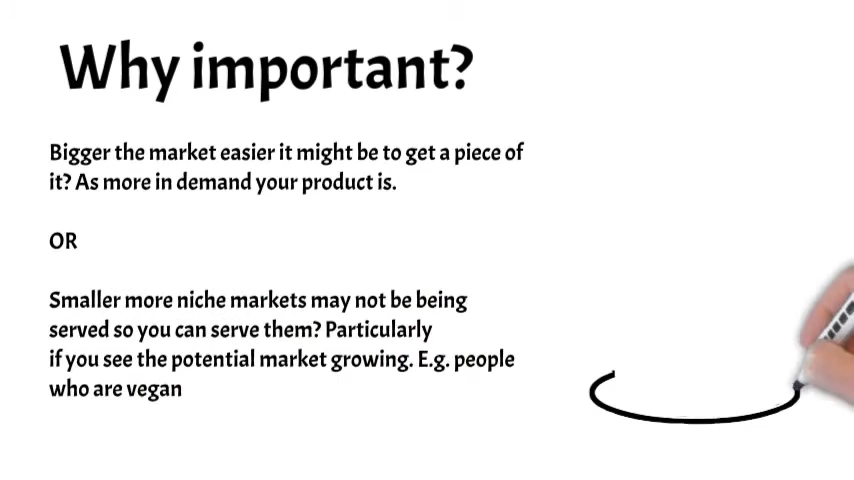 Why important?
Bigger the market easier it might be to get a piece of
it? As more in demand your product is.
OR
Smaller more niche markets may not be being
served so you can serve them? Particularly
if you see the potential market growing. E.g. people
who are vegan